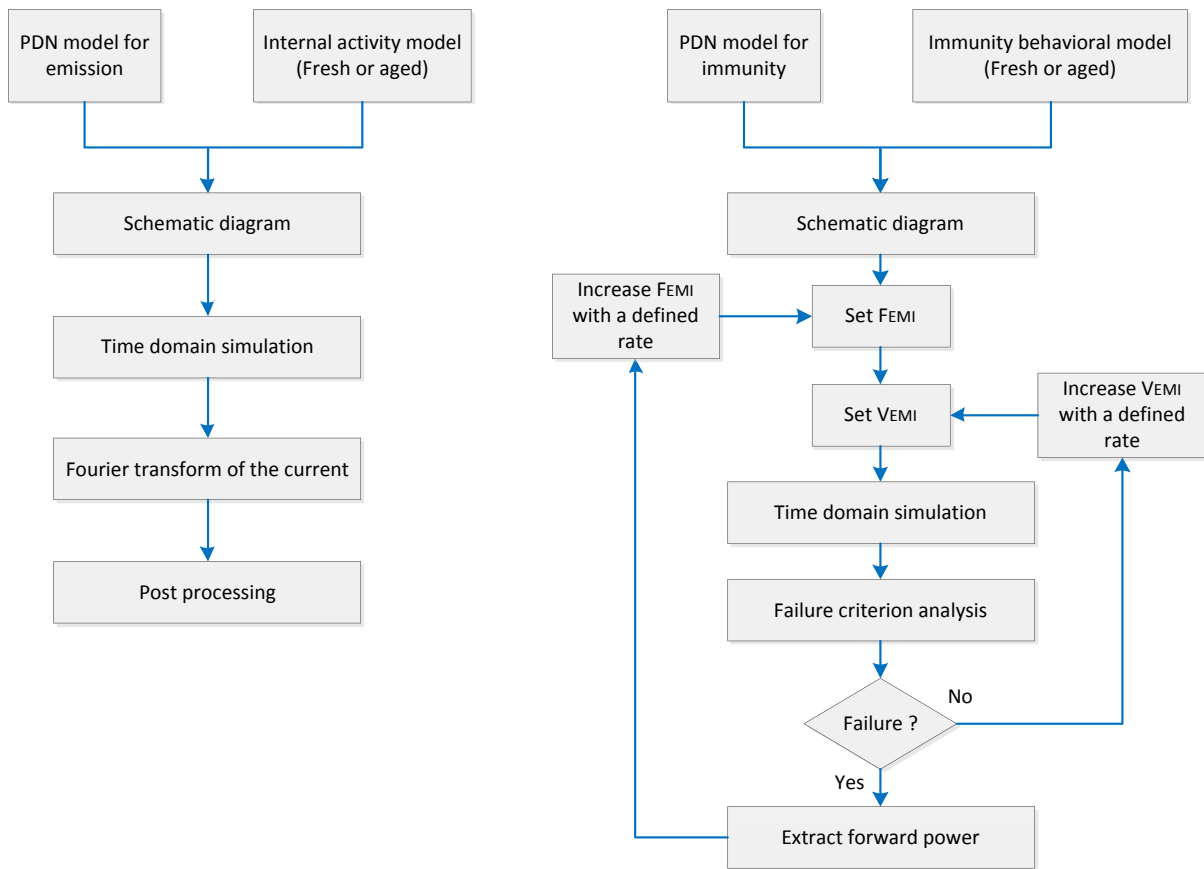 PDN model for
emission
Internal activity model
(Fresh or aged)
Schematic diagram
Time domain simulation
Fourier transform of the current
Post processing
PDN model for
immunity
Immunity behavioral model
(Fresh or aged)
Schematic diagram
Increase FEMI
with a defined
rate
Set FEMI
Set VEMI
Increase VEMI
with a defined
rate
Time domain simulation
Failure criterion analysis
Failure ?
No
Yes
Extract forward power